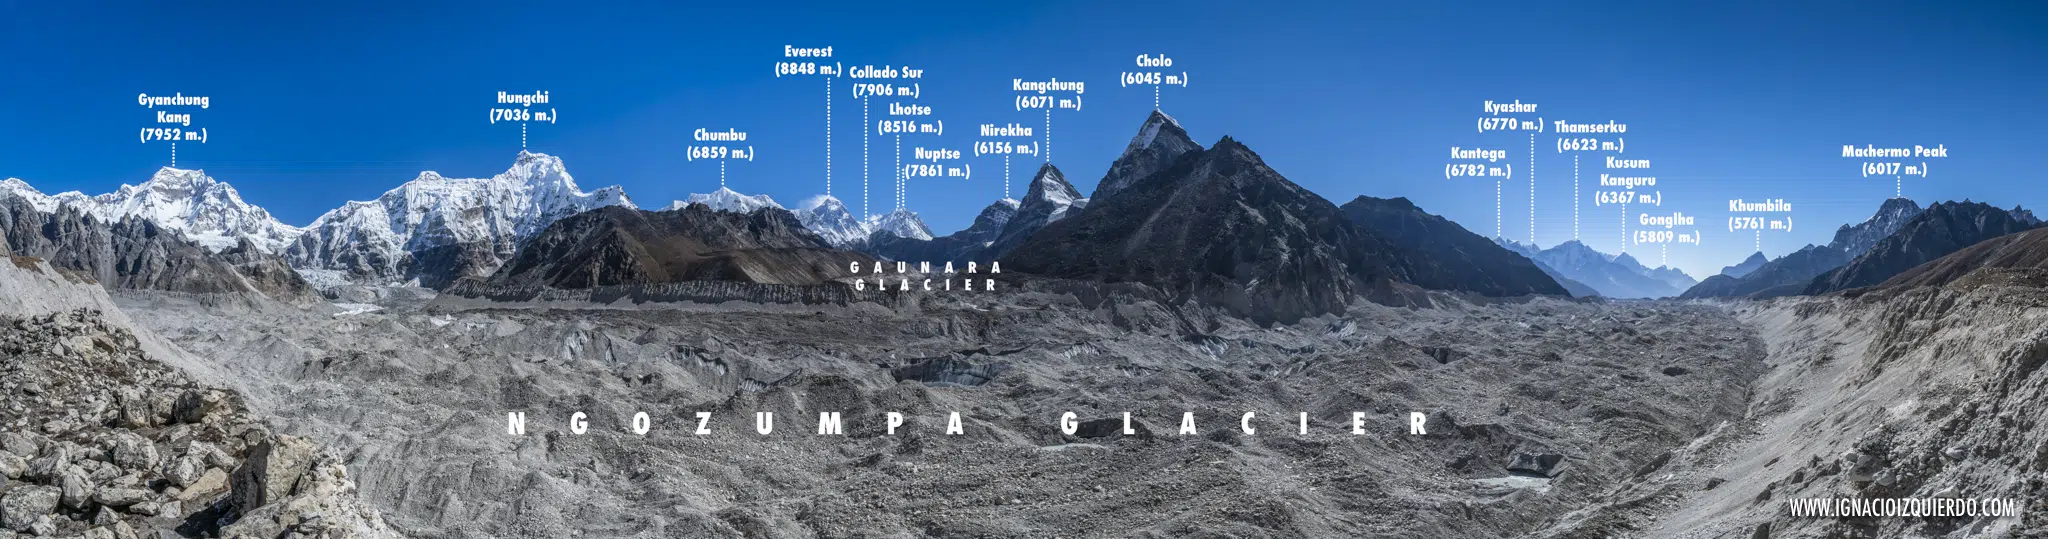 Gyanchung
Kang
(7952 m.)
Hungchi
(7036 m.)
Chumbu
(6859 m.)
Everest
(8848 m.)
Collado Sur
(7906 m.)
Lhotse
(8516 m.)
Nuptse
(7861 m.)
Nirekha
(6156 m.)
Kangchung
(6071 m.)
Cholo
(6045 m.)
Kantega
(6782 m.)
Kyashar
(6770 m.)
Thamserku
(6623 m.)
Kusum
Kanguru
(6367 m.)
Gonglha
(5809 m.)
Khumbila
(5761 m.)
Machermo Peak
(6017 m.)
GAUNARA
GLACIER
NGOZUMPA GLACIER
WWW.IGNACIOIZQUIERDO.COM